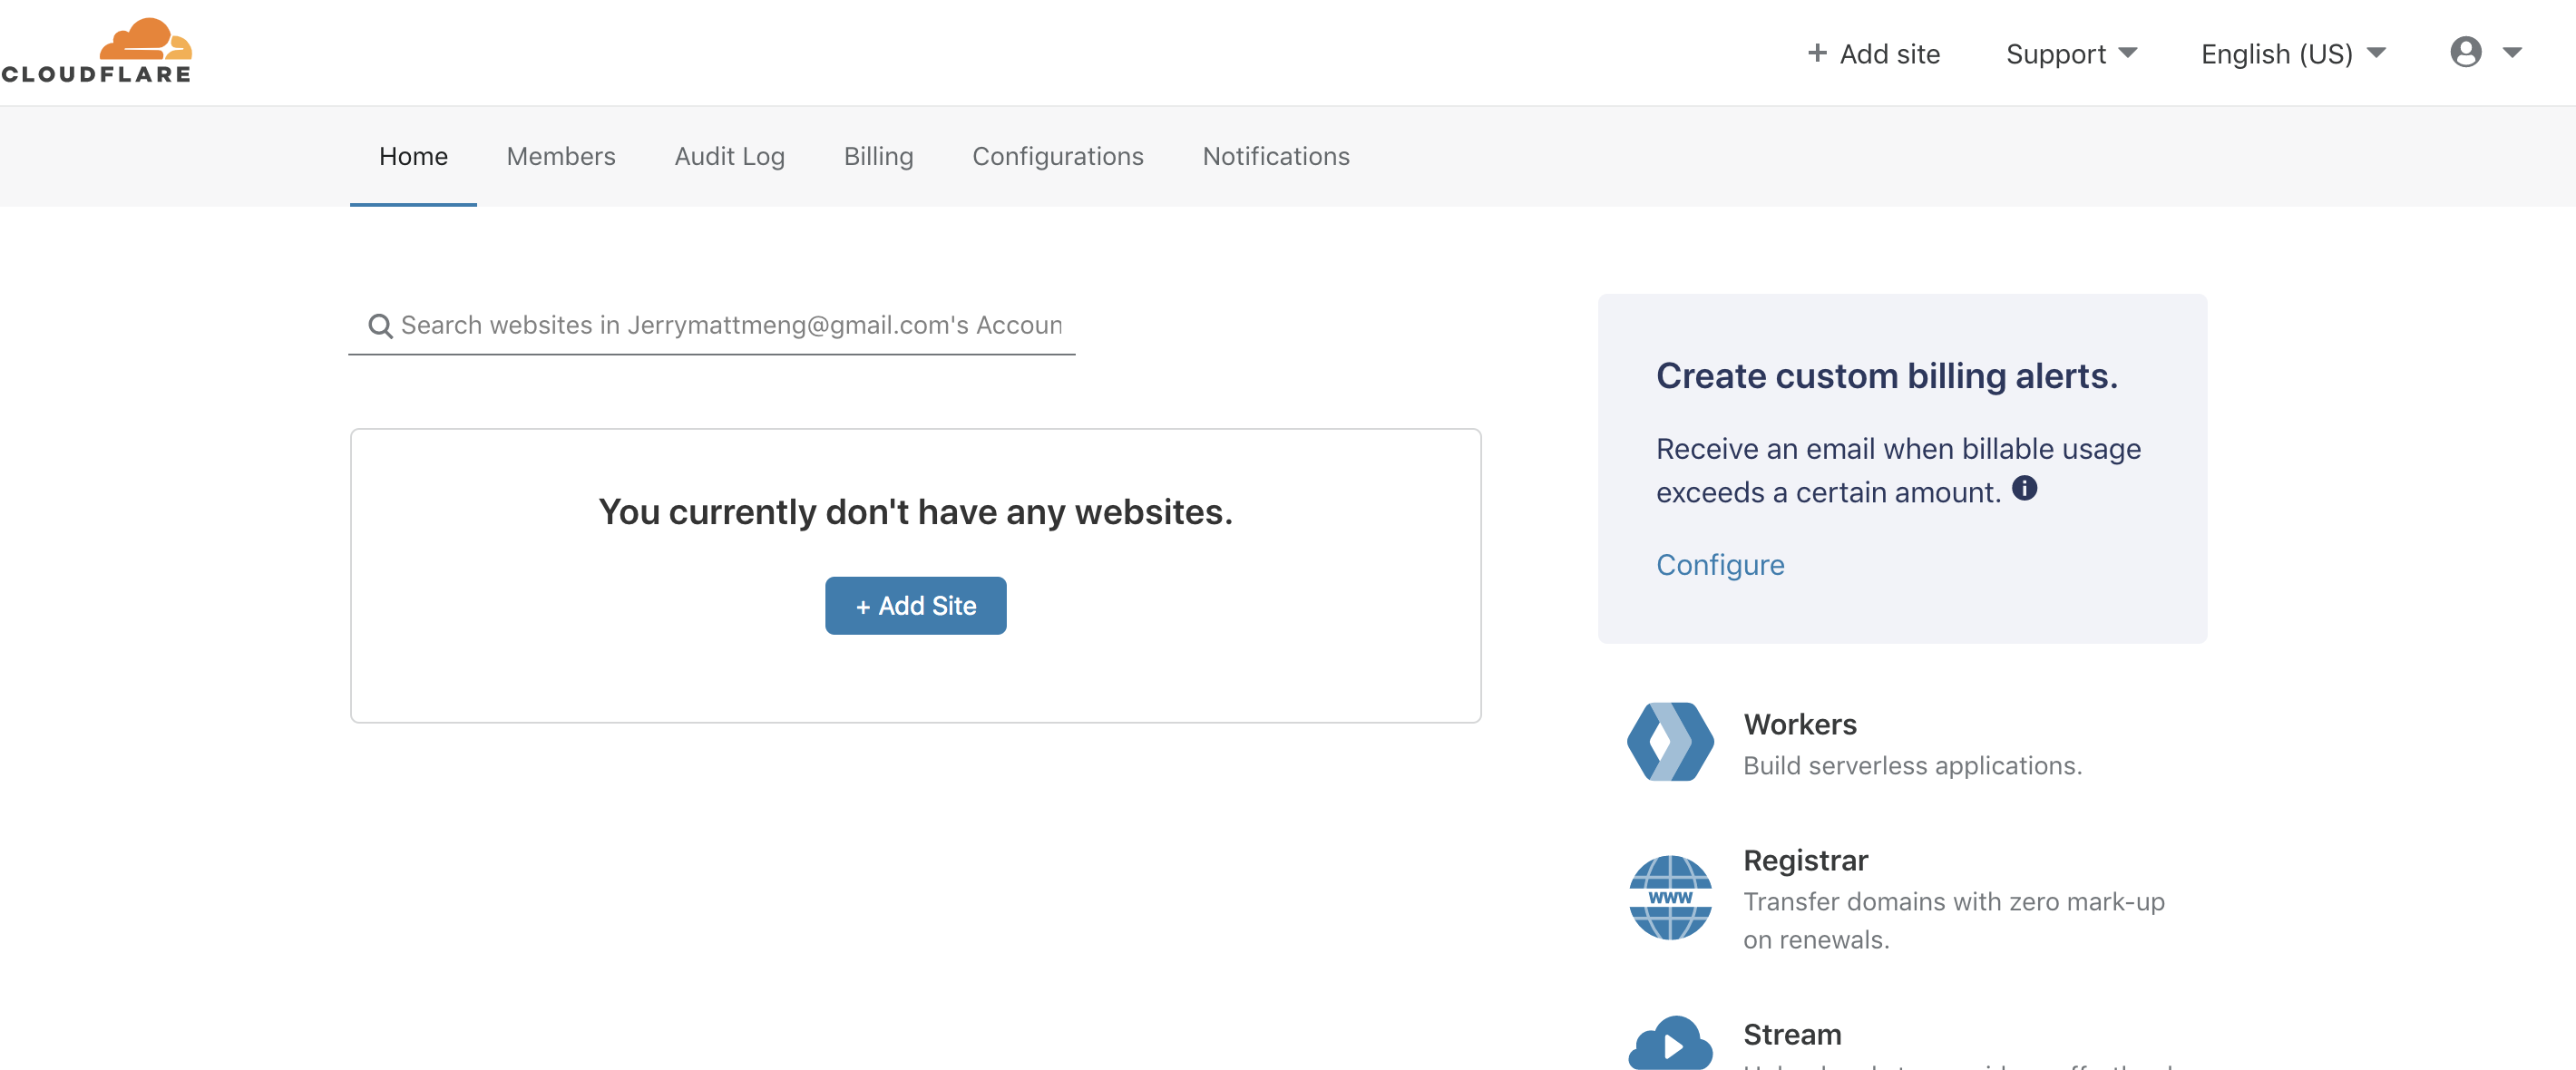 CLOUDFLARE
+ Add site
Support
English (US)
Home
Members
Audit Log
Billing
Configurations
Notifications
Search websites in Jerrymattmeng@gmail.com's Accoun
You currently don't have any websites.
+ Add Site
Create custom billing alerts.
Receive an email when billable usage
exceeds a certain amount.
Configure
Workers
Build serverless applications.
www
Registrar
Transfer domains with zero mark-up
on renewals.
Stream